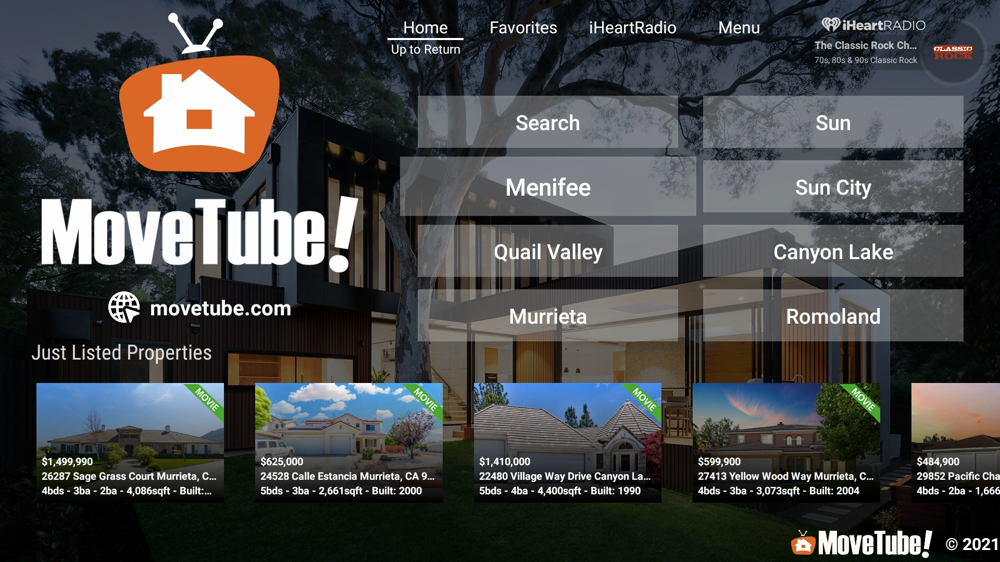 Home
Favorites
iHeartRadio
Menu
Up to Return
iHeartRADIO
The Classic Rock Ch...
70s, 80s & 90s Classic Rock
CLASSIC
ROCK
Search
Sun
Menifee
Sun City
Quail Valley
Canyon Lake
Murrieta
Romoland
MoveTube!
movetube.com
Just Listed Properties
MOVIE
$1,499,990
26287 Sage Grass Court Murrieta, C...
4bds - 3ba - 2ba - 4,086sqft - Built:...
MOVIE
$625,000
24528 Calle Estancia Murrieta, CA 9...
5bds - 3ba - 2,661sqft - Built: 2000
MOVIE
$1,410,000
22480 Village Way Drive Canyon La...
5bds - 4ba - 4,400sqft - Built: 1990
MOVIE
$599,900
27413 Yellow Wood Way Murrieta, C...
4bds - 3ba - 3,073sqft - Built: 2004
$484,900
29852 Pacific Cha
4bds - 2ba - 1,666
MoveTube! © 2021